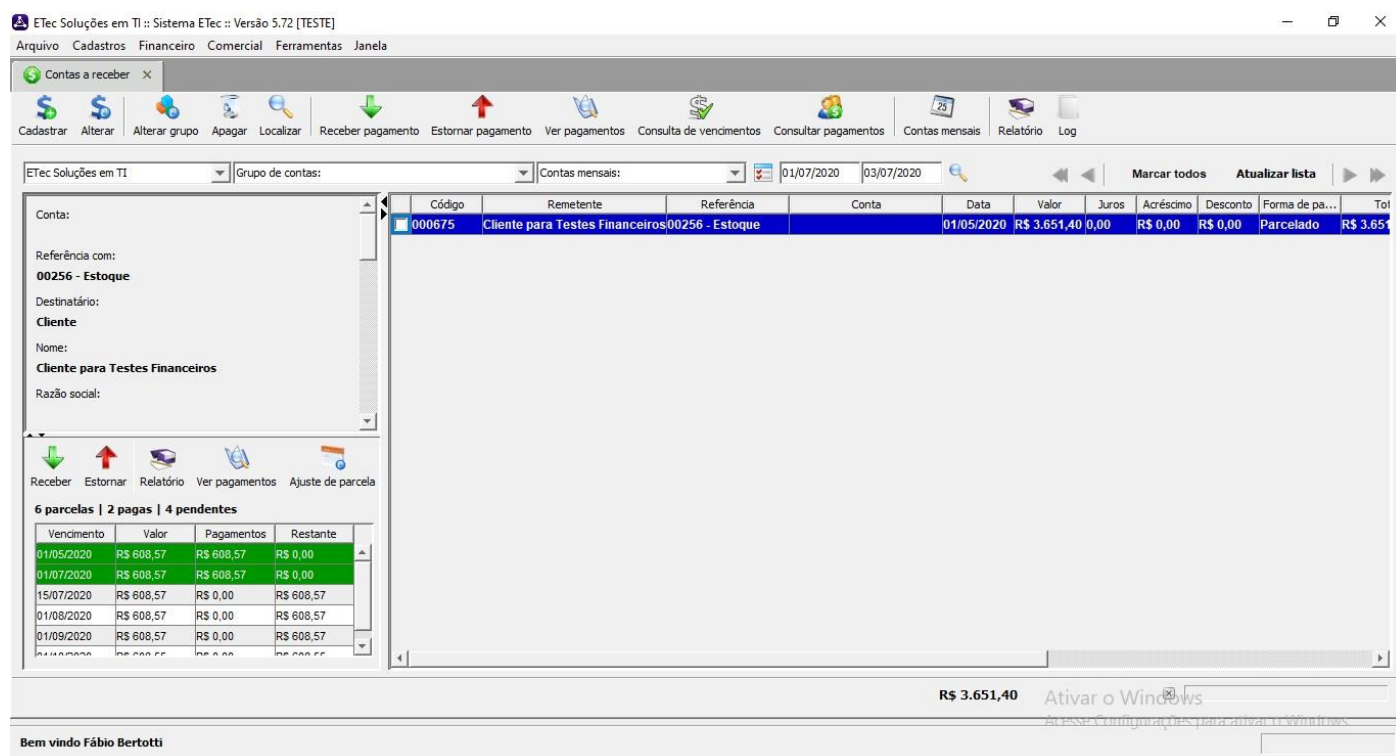 ETec Soluções em TI :: Sistema ETec :: Versão 5.72 [TESTE]
Arquivo Cadastros Financeiro Comercial Ferramentas Janela
Contas a receber
Cadastrar Alterar Alterar grupo Apagar Localizar Receber pagamento Estornar pagamento Ver pagamentos Consulta de vencimentos Consultar pagamentos Contas mensais Relatório Log
ETec Soluções em TI Grupo de contas: Contas mensais: 01/07/2020 03/07/2020 Marcar todos Atualizar lista
Conta:
Referência com:
00256 - Estoque
Destinatário:
Cliente
Nome:
Cliente para Testes Financeiros
Razão social:
Receber Estornar Relatório Ver pagamentos Ajuste de parcela
6 parcelas | 2 pagas | 4 pendentes
Vencimento Valor Pagamentos Restante
01/05/2020 R$ 608,57 R$ 608,57 R$ 0,00
01/07/2020 R$ 608,57 R$ 608,57 R$ 0,00
15/07/2020 R$ 608,57 R$ 0,00 R$ 608,57
01/08/2020 R$ 608,57 R$ 0,00 R$ 608,57
01/09/2020 R$ 608,57 R$ 0,00 R$ 608,57
Código Remetente Referência Conta Data Valor Juros Acréscimo Desconto Forma de pa... Tot
000675 Cliente para Testes Financeiros 00256 - Estoque 01/05/2020 R$ 3.651,40 0,00 R$ 0,00 R$ 0,00 Parcelado R$ 3.651
R$ 3.651,40
Ativar o Windows
Acesse Configurações para ativar o Windows.
Bem vindo Fábio Bertotti